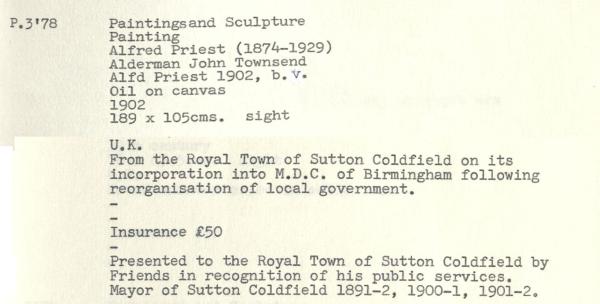 P.3'78 Paintingsand Sculpture
Painting
Alfred Priest (1874-1929)
Alderman John Townsend
Alfd Priest 1902, b.v.
Oil on canvas
1902
189 x 105cms. sight
U.K.
From the Royal Town of Sutton Coldfield on its
incorporation into M.D.C. of Birmingham following
reorganisation of local government.
-
-
Insurance £50
-
Presented to the Royal Town of Sutton Coldfield by
Friends in recognition of his public services.
Mayor of Sutton Coldfield 1891-2, 1900-1, 1901-2.